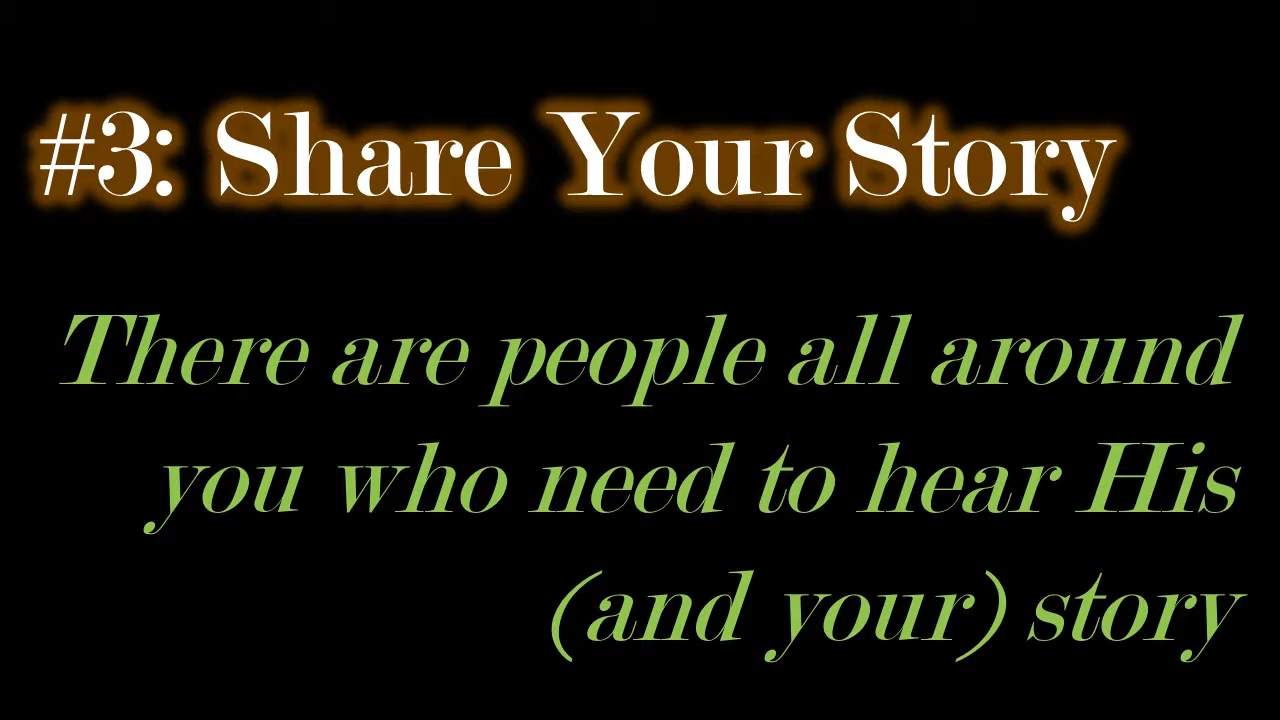 #3: Share Your Story
There are people all around
you who need to hear His
(and your) story